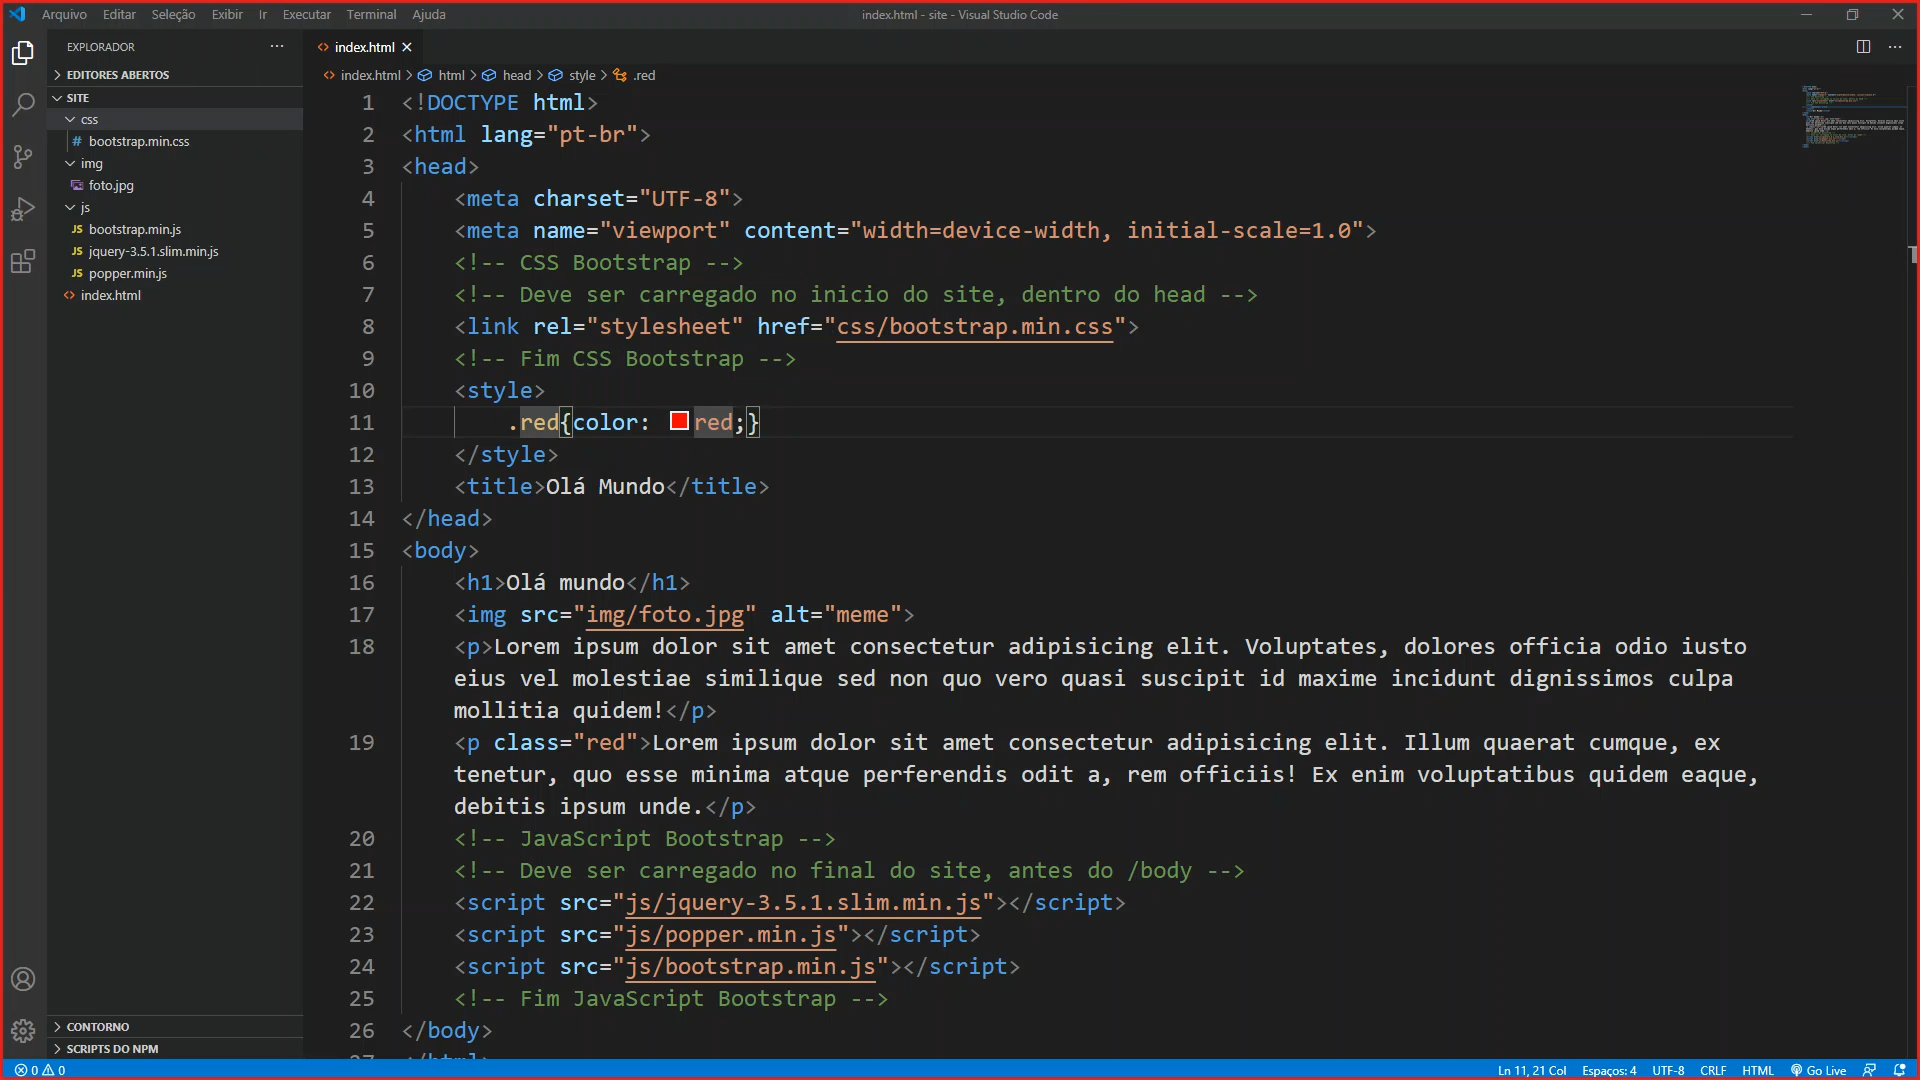 Arquivo Editar Seleção Exibir Ir Executar Terminal Ajuda
index.html - site - Visual Studio Code
EXPLORADOR
EDITORES ABERTOS
SITE
css
# bootstrap.min.css
img
foto.jpg
js
JS bootstrap.min.js
JS jquery-3.5.1.slim.min.js
JS popper.min.js
<> index.html
CONTORNO
SCRIPTS DO NPM
<> index.html
<> index.html > html > head > style > .red
1 <!DOCTYPE html>
2 <html lang="pt-br">
3 <head>
4 <meta charset="UTF-8">
5 <meta name="viewport" content="width=device-width, initial-scale=1.0">
6 <!-- CSS Bootstrap -->
7 <!-- Deve ser carregado no inicio do site, dentro do head -->
8 <link rel="stylesheet" href="css/bootstrap.min.css">
9 <!-- Fim CSS Bootstrap -->
10 <style>
11 .red{color: red;}
12 </style>
13 <title>Olá Mundo</title>
14 </head>
15 <body>
16 <h1>Olá mundo</h1>
17 <img src="img/foto.jpg" alt="meme">
18 <p>Lorem ipsum dolor sit amet consectetur adipisicing elit. Voluptates, dolores officia odio iusto
eius vel molestiae similique sed non quo vero quasi suscipit id maxime incidunt dignissimos culpa
mollitia quidem!</p>
19 <p class="red">Lorem ipsum dolor sit amet consectetur adipisicing elit. Illum quaerat cumque, ex
tenetur, quo esse minima atque perferendis odit a, rem officiis! Ex enim voluptatibus quidem eaque,
debitis ipsum unde.</p>
20 <!-- JavaScript Bootstrap -->
21 <!-- Deve ser carregado no final do site, antes do /body -->
22 <script src="js/jquery-3.5.1.slim.min.js"></script>
23 <script src="js/popper.min.js"></script>
24 <script src="js/bootstrap.min.js"></script>
25 <!-- Fim JavaScript Bootstrap -->
26 </body>
27 </html>
0 0
Ln 11, 21 Col Espaços: 4 UTF-8 CRLF HTML Go Live